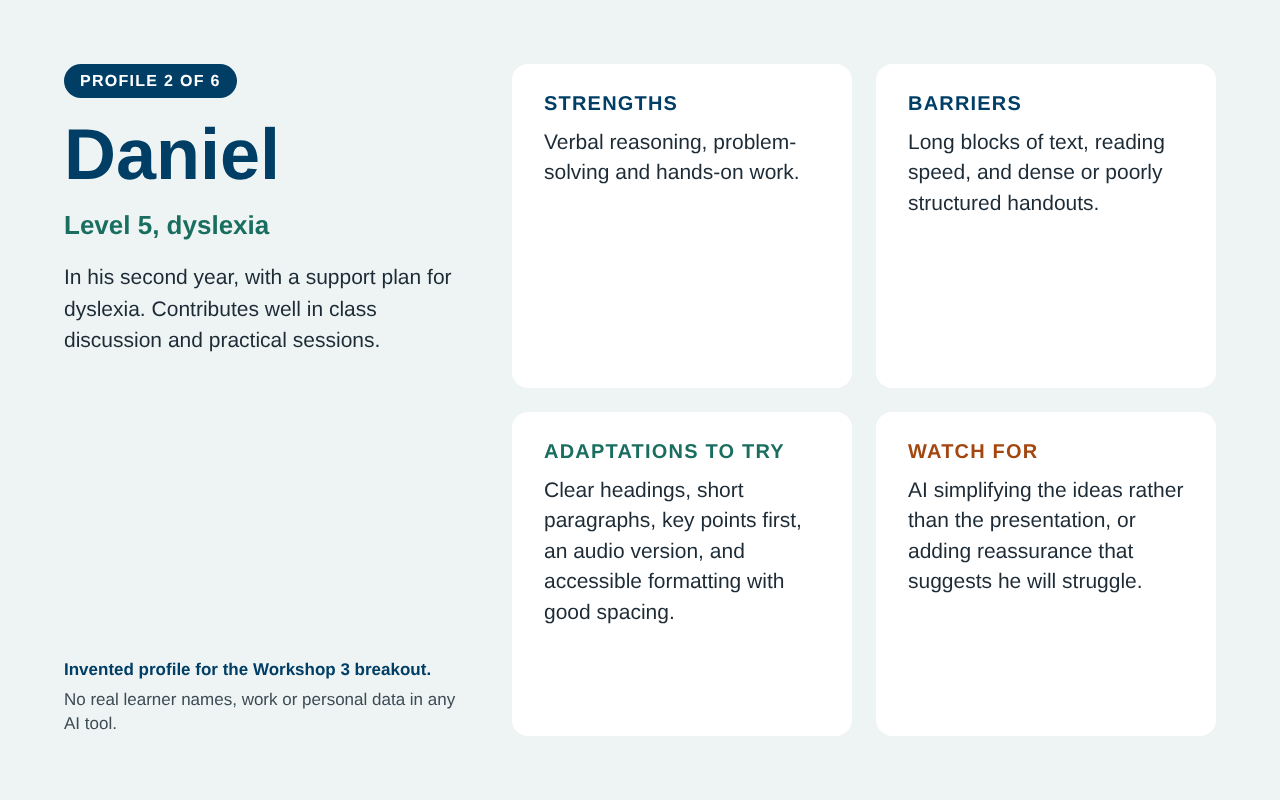 PROFILE 2 OF 6
Daniel
Level 5, dyslexia
In his second year, with a support plan for
dyslexia. Contributes well in class
discussion and practical sessions.
Invented profile for the Workshop 3 breakout.
No real learner names, work or personal data in any
AI tool.
STRENGTHS
Verbal reasoning, problem-
solving and hands-on work.
BARRIERS
Long blocks of text, reading
speed, and dense or poorly
structured handouts.
ADAPTATIONS TO TRY
Clear headings, short
paragraphs, key points first,
an audio version, and
accessible formatting with
good spacing.
WATCH FOR
AI simplifying the ideas rather
than the presentation, or
adding reassurance that
suggests he will struggle.